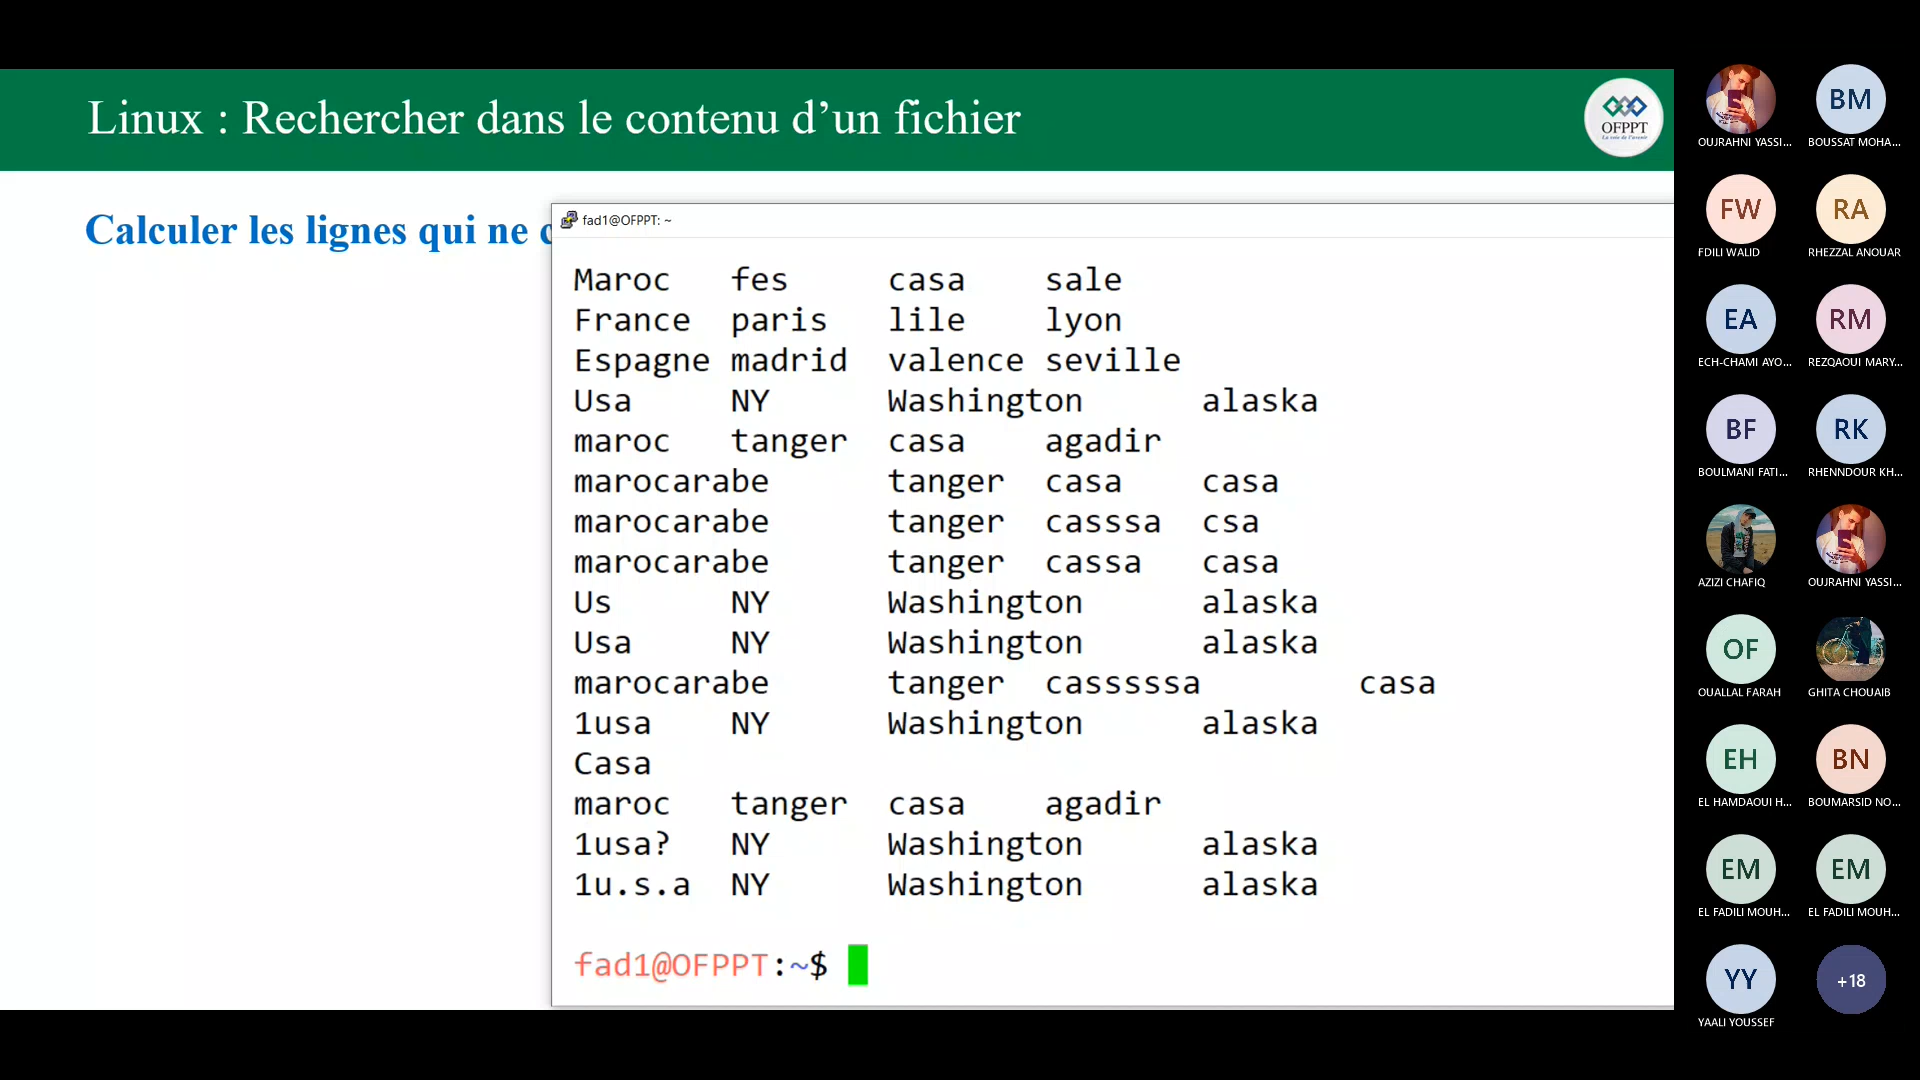 Linux : Rechercher dans le contenu d’un fichier
OFPPT
La voie de l'avenir
Calculer les lignes qui ne c
fad1@OFPPT: ~
Maroc fes casa sale
France paris lile lyon
Espagne madrid valence seville
Usa NY Washington alaska
maroc tanger casa agadir
marocarabe tanger casa casa
marocarabe tanger casssa csa
marocarabe tanger cassa casa
Us NY Washington alaska
Usa NY Washington alaska
marocarabe tanger casssssa casa
1usa NY Washington alaska
Casa
maroc tanger casa agadir
1usa? NY Washington alaska
1u.s.a NY Washington alaska
fad1@OFPPT:~$
BM
OUJRAHNI YASSI... BOUSSAT MOHA...
FW RA
FDILI WALID RHEZZAL ANOUAR
EA RM
ECH-CHAMI AYO... REZQAOUI MARY...
BF RK
BOULMANI FATI... RHENNDOUR KH...
AZIZI CHAFIQ OUJRAHNI YASSI...
OF
OUALLAL FARAH GHITA CHOUAIB
EH BN
EL HAMDAOUI H... BOUMARSID NO...
EM EM
EL FADILI MOUH... EL FADILI MOUH...
YY +18
YAALI YOUSSEF